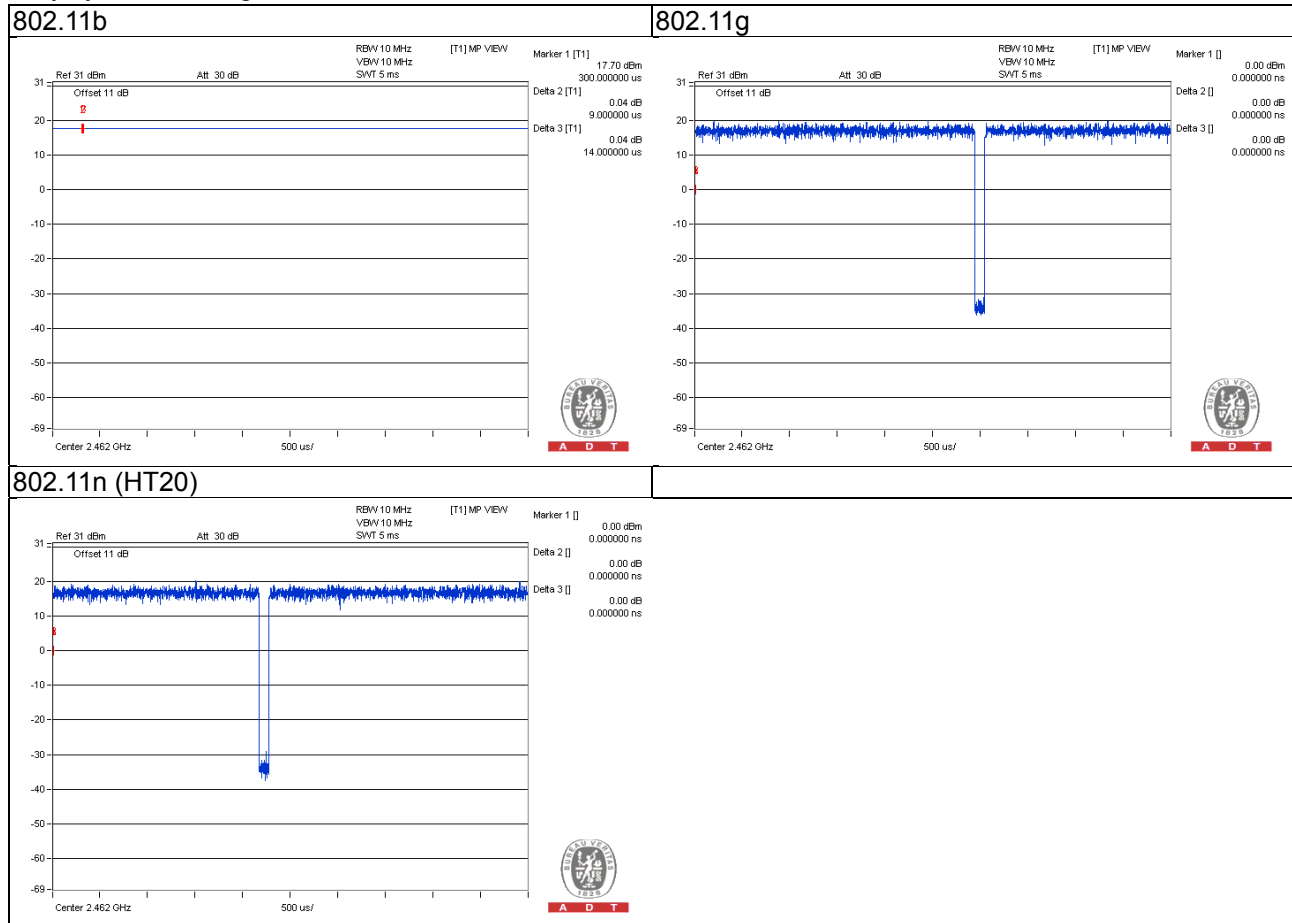 802.11b
RBW 10 MHz [T1] MP VIEW
VBW 10 MHz
Ref 31 dBm Att 30 dB SWT 5 ms
Marker 1 [T1]
17.70 dBm
300.000000 us
Delta 2 [T1]
0.04 dB
9.000000 us
Delta 3 [T1]
0.04 dB
14.000000 us
31
Offset 11 dB
20
10
0
-10
-20
-30
-40
-50
-60
-69
Center 2.462 GHz 500 us/
BUREAU VERITAS
1828
A D T
802.11g
RBW 10 MHz [T1] MP VIEW
VBW 10 MHz
Ref 31 dBm Att 30 dB SWT 5 ms
Marker 1 []
0.00 dBm
0.000000 ns
Delta 2 []
0.00 dB
0.000000 ns
Delta 3 []
0.00 dB
0.000000 ns
31
Offset 11 dB
20
10
0
-10
-20
-30
-40
-50
-60
-69
Center 2.462 GHz 500 us/
BUREAU VERITAS
1828
A D T
802.11n (HT20)
RBW 10 MHz [T1] MP VIEW
VBW 10 MHz
Ref 31 dBm Att 30 dB SWT 5 ms
Marker 1 []
0.00 dBm
0.000000 ns
Delta 2 []
0.00 dB
0.000000 ns
Delta 3 []
0.00 dB
0.000000 ns
31
Offset 11 dB
20
10
0
-10
-20
-30
-40
-50
-60
-69
Center 2.462 GHz 500 us/
BUREAU VERITAS
1828
A D T